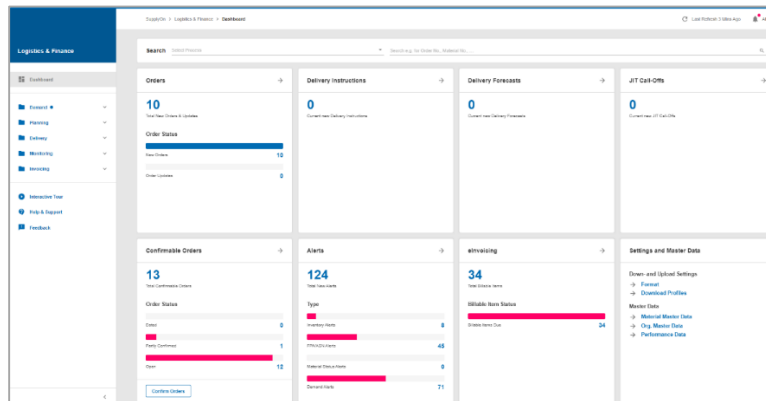 SupplyOn > Logistics & Finance > Dashboard
Last Refresh 3 Mins Ago
Logistics & Finance
Search Select Process
Search e.g. for Order No., Material No.,...
Dashboard
Demand
Planning
Delivery
Monitoring
Invoicing
Interactive Tour
Help & Support
Feedback
Orders
10
Total New Orders & Updates
Order Status
New Orders 10
Order Updates 0
Delivery Instructions
0
Current new Delivery Instructions
Delivery Forecasts
0
Current new Delivery Forecasts
JIT Call-Offs
0
Current new JIT Call-Offs
Confirmable Orders
13
Total Confirmable Orders
Order Status
Dated 0
Partly Confirmed 1
Open 12
Confirm Orders
Alerts
124
Total New Alerts
Type
Inventory Alerts 8
45
Material Status Alerts 0
Demand Alerts 71
eInvoicing
34
Total Billable Items
Billable Item Status
Billable Items Due 34
Settings and Master Data
Down- and Upload Settings
Format
Download Profiles
Master Data
Material Master Data
Org. Master Data
Performance Data